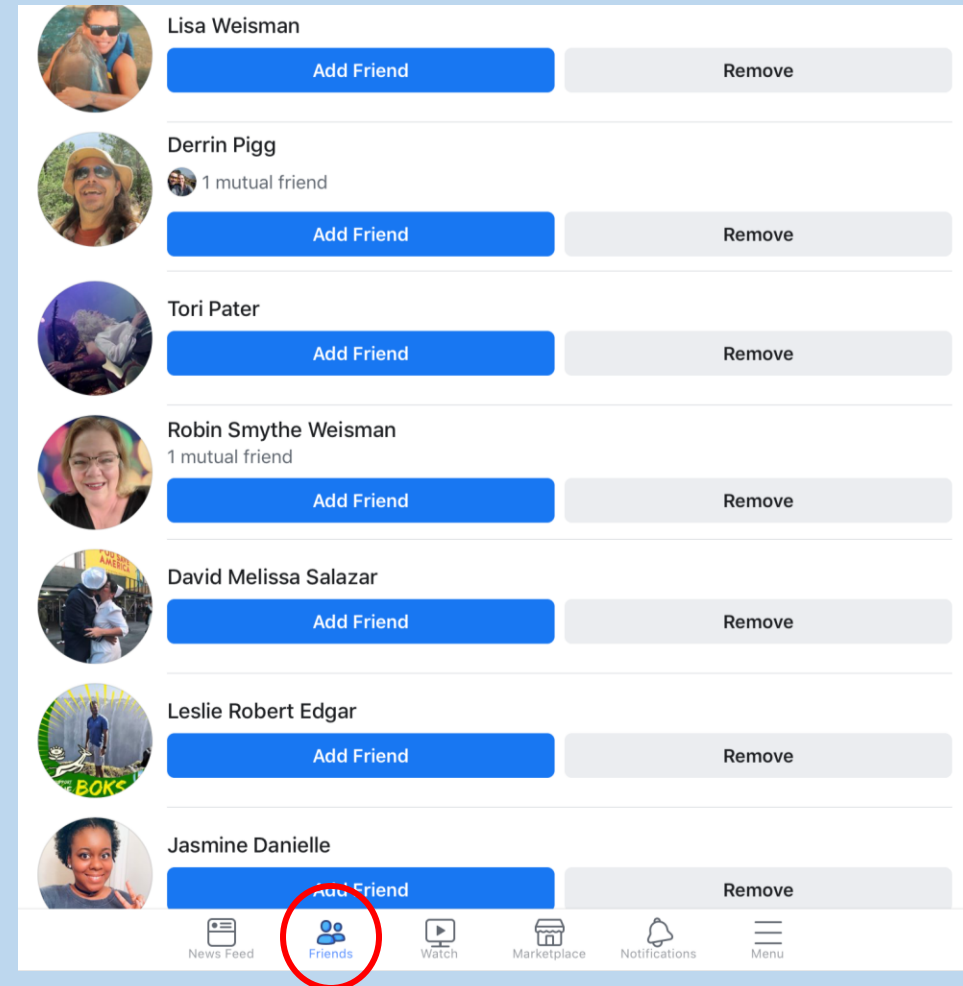 Lisa Weisman
Add Friend Remove
Derrin Pigg
1 mutual friend
Add Friend Remove
Tori Pater
Add Friend Remove
Robin Smythe Weisman
1 mutual friend
Add Friend Remove
AMERICA
David Melissa Salazar
Add Friend Remove
Leslie Robert Edgar
Add Friend Remove
BOKS
Jasmine Danielle
Add Friend Remove
News Feed Friends Watch Marketplace Notifications Menu